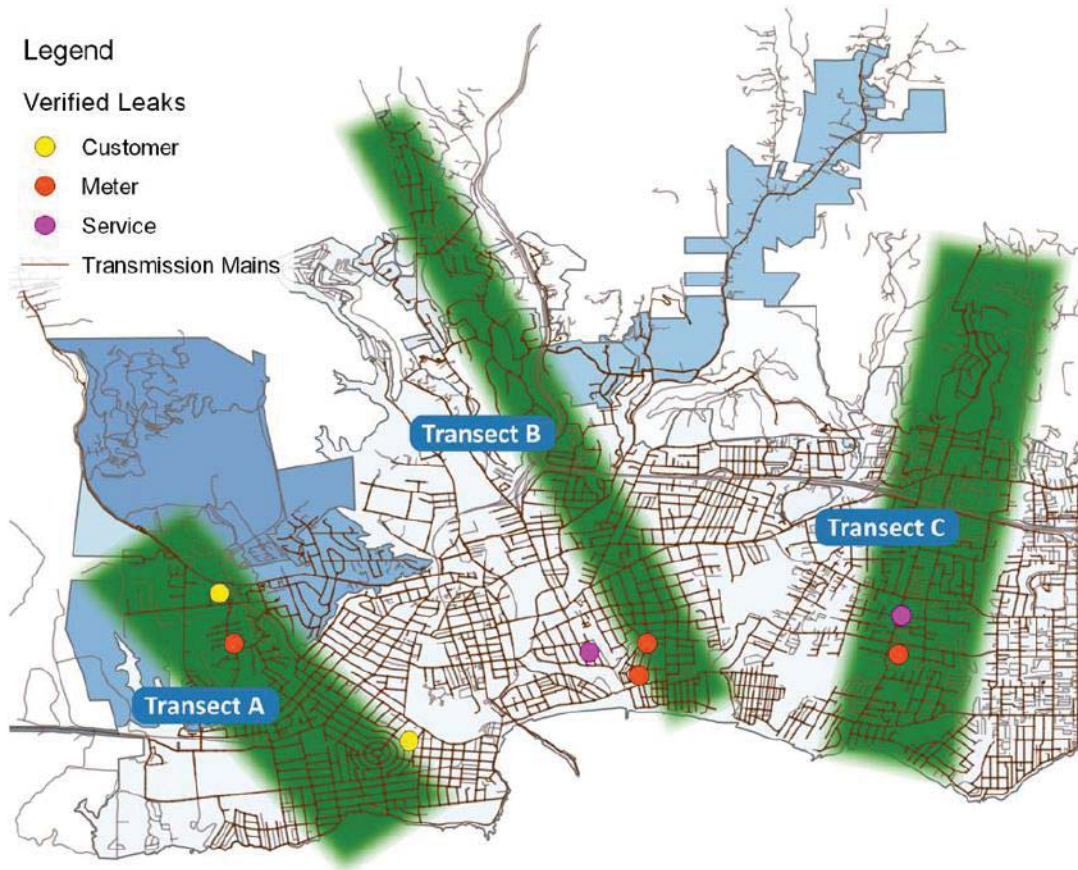 Legend
Verified Leaks
Customer
Meter
Service
Transmission Mains
Transect B
Transect C
Transect A